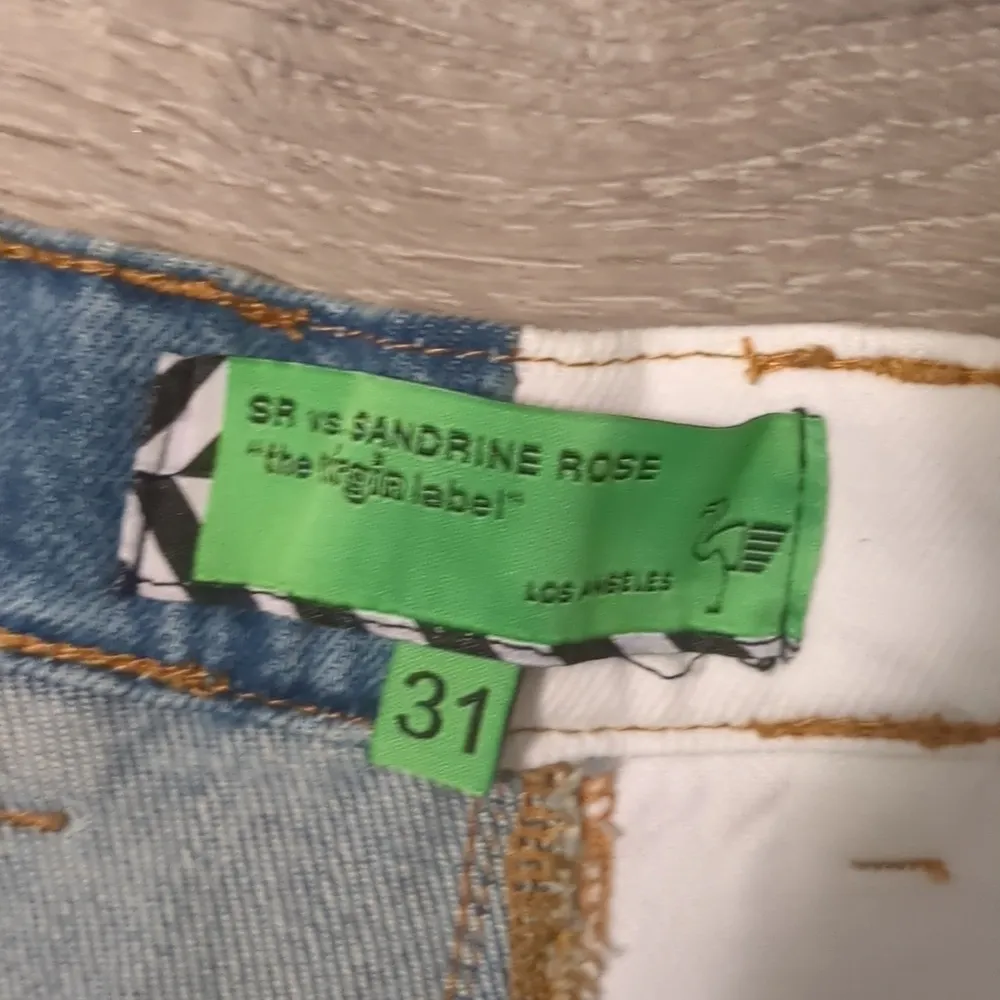 SR vs SANDRINE ROSE
"the Virgin label"
LOS ANGELES
31